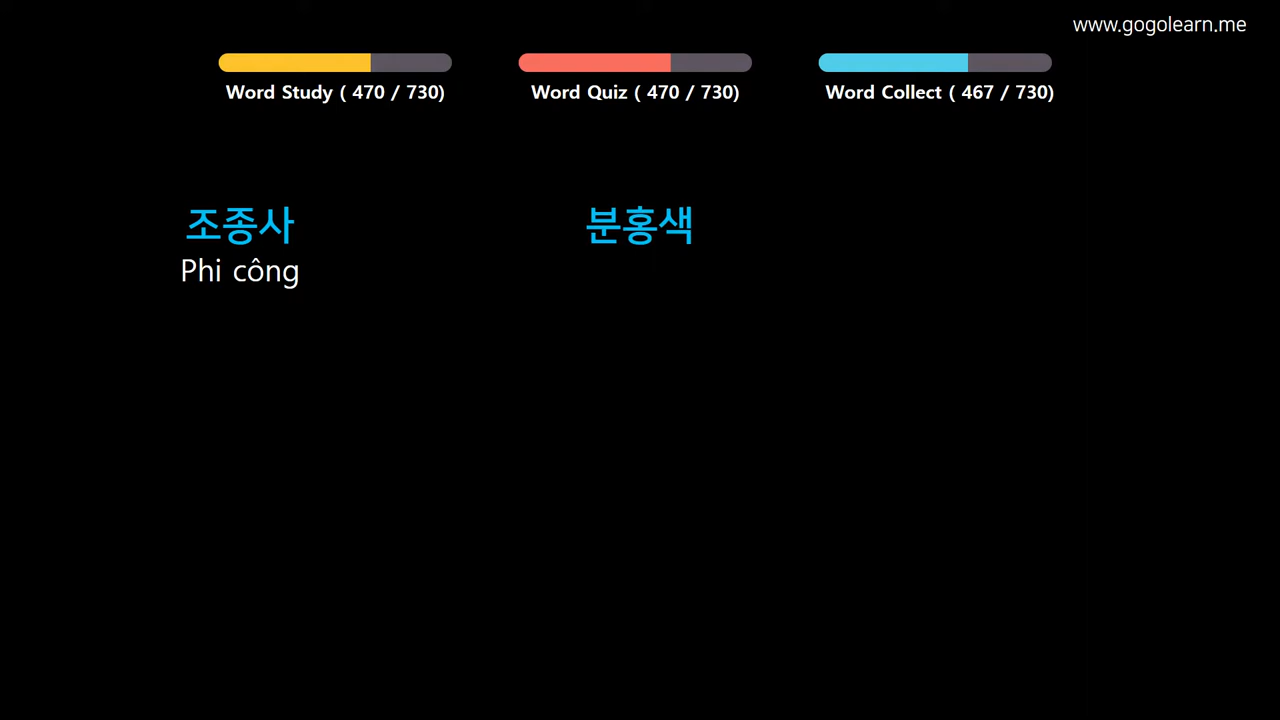 www.gogolearn.me
Word Study ( 470 / 730)
Word Quiz ( 470 / 730)
Word Collect ( 467 / 730)
조종사
Phi công
분홍색